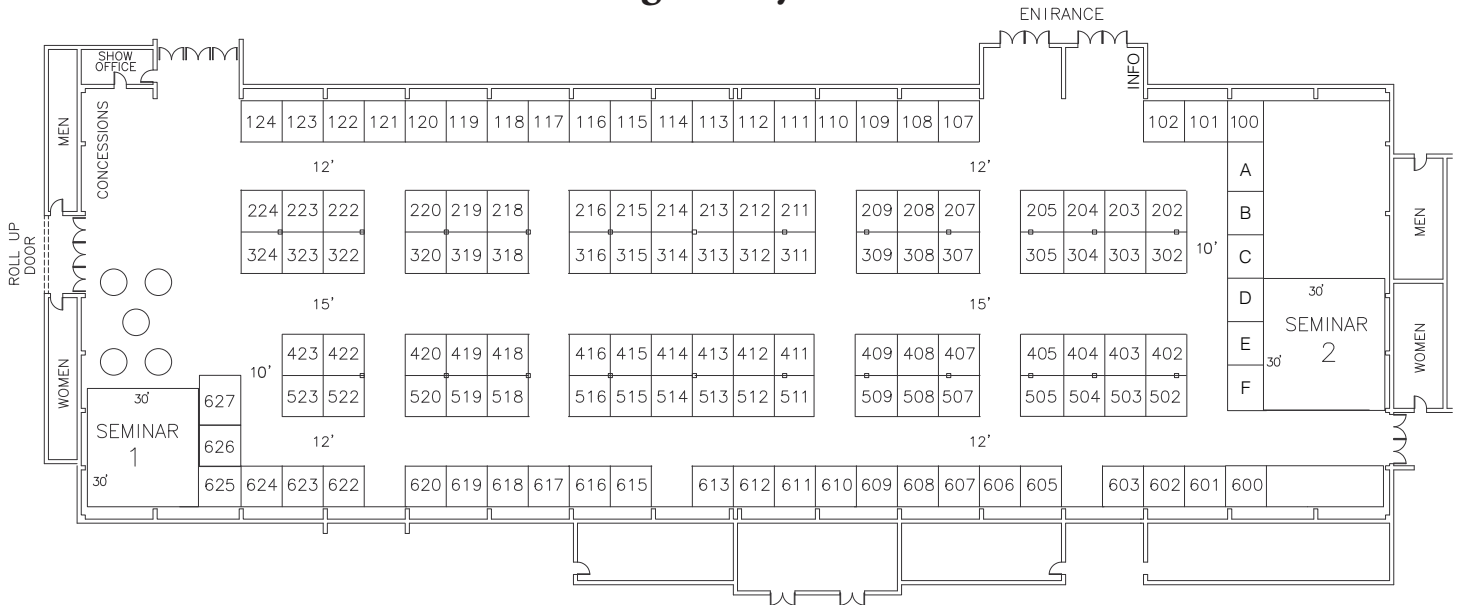 ENTRANCE
SHOW
OFFICE
INFO
MEN
CONCESSIONS
124 123 122 121 120 119 118 117 116 115 114 113 112 111 110 109 108 107 102 101 100
12' 12'
A
224 223 222 220 219 218 216 215 214 213 212 211 209 208 207 205 204 203 202 B
MEN
ROLL UP
DOOR
324 323 322 320 319 318 316 315 314 313 312 311 309 308 307 305 304 303 302 10' C
15' 15' D 30'
SEMINAR
2
30'
WOMEN
423 422 420 419 418 416 415 414 413 412 411 409 408 407 405 404 403 402 E
10'
WOMEN
30'
627 523 522 520 519 518 516 515 514 513 512 511 509 508 507 505 504 503 502 F
SEMINAR
1
30'
626 12' 12'
625 624 623 622 620 619 618 617 616 615 613 612 611 610 609 608 607 606 605 603 602 601 600